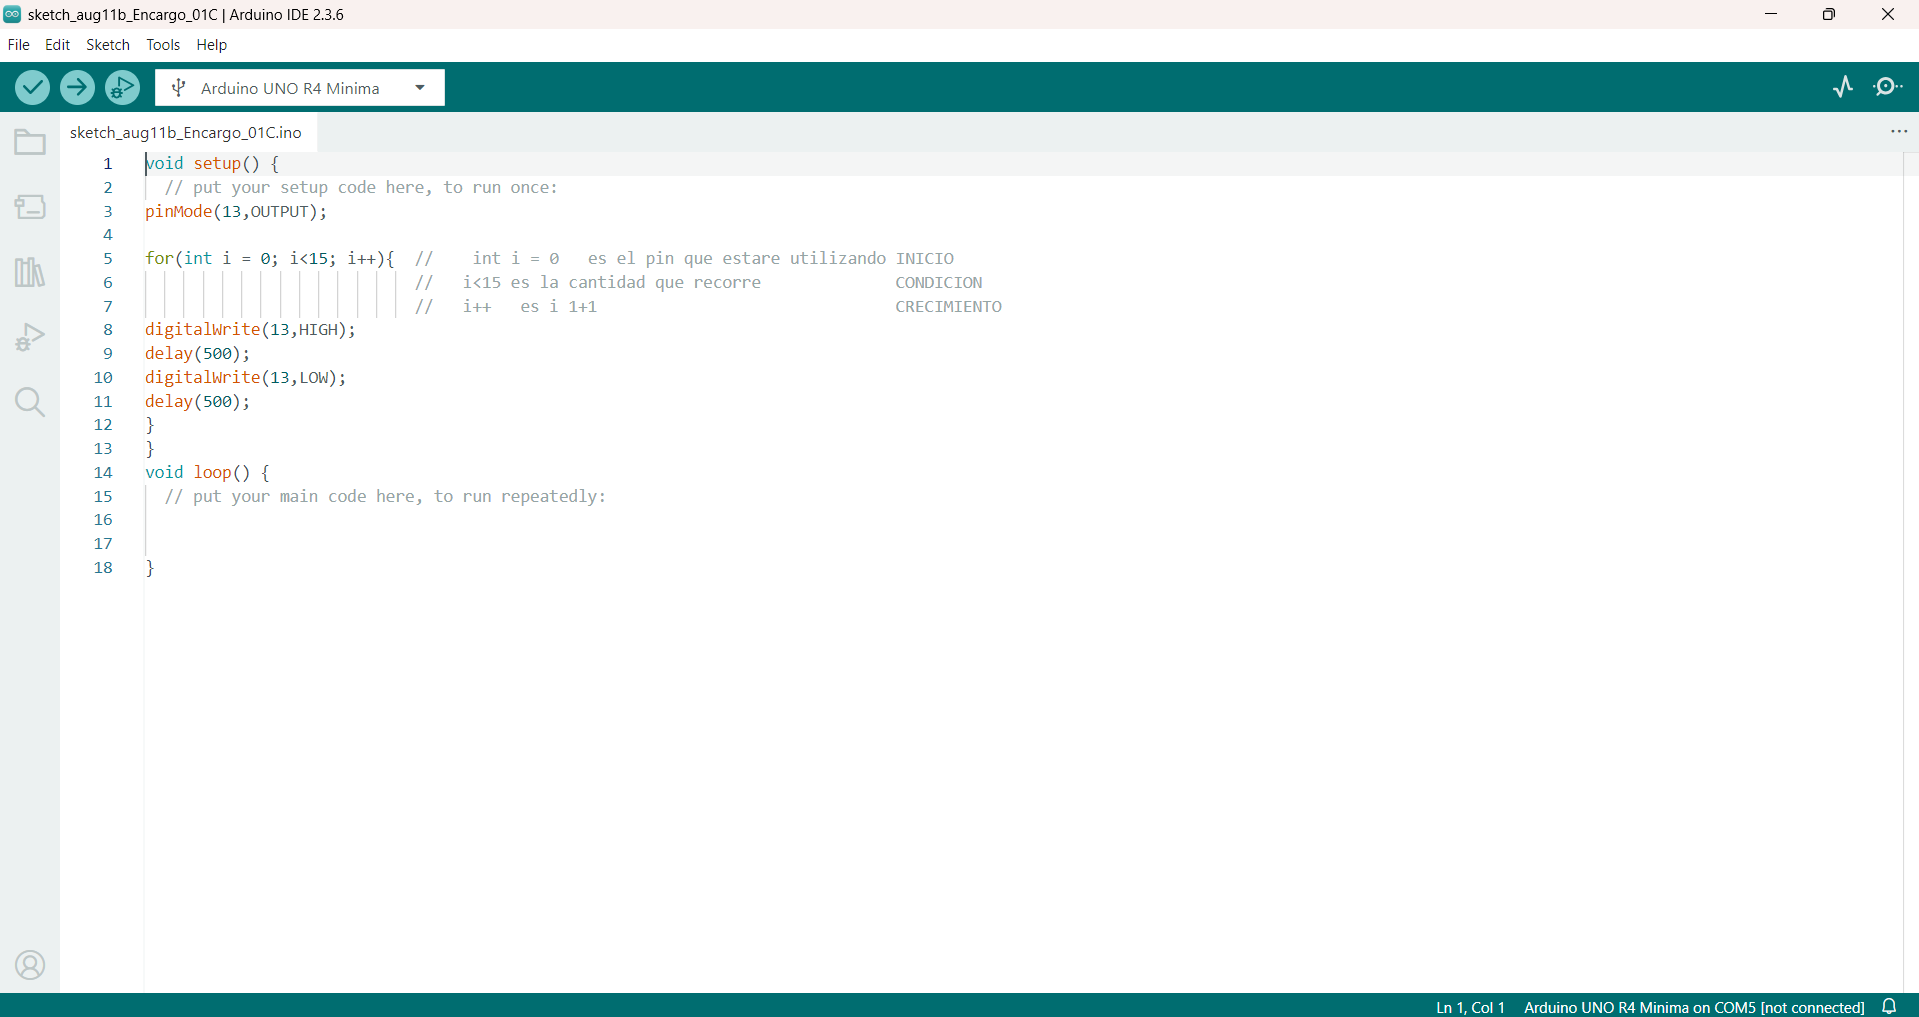 sketch_aug11b_Encargo_01C | Arduino IDE 2.3.6
File Edit Sketch Tools Help
Arduino UNO R4 Minima
sketch_aug11b_Encargo_01C.ino
1 void setup() {
2 // put your setup code here, to run once:
3 pinMode(13,OUTPUT);
4
5 for(int i = 0; i<15; i++){ // int i = 0 es el pin que estare utilizando INICIO
6 // i<15 es la cantidad que recorre CONDICION
7 // i++ es i 1+1 CRECIMIENTO
8 digitalWrite(13,HIGH);
9 delay(500);
10 digitalWrite(13,LOW);
11 delay(500);
12 }
13 }
14 void loop() {
15 // put your main code here, to run repeatedly:
16
17
18 }
Ln 1, Col 1 Arduino UNO R4 Minima on COM5 [not connected]